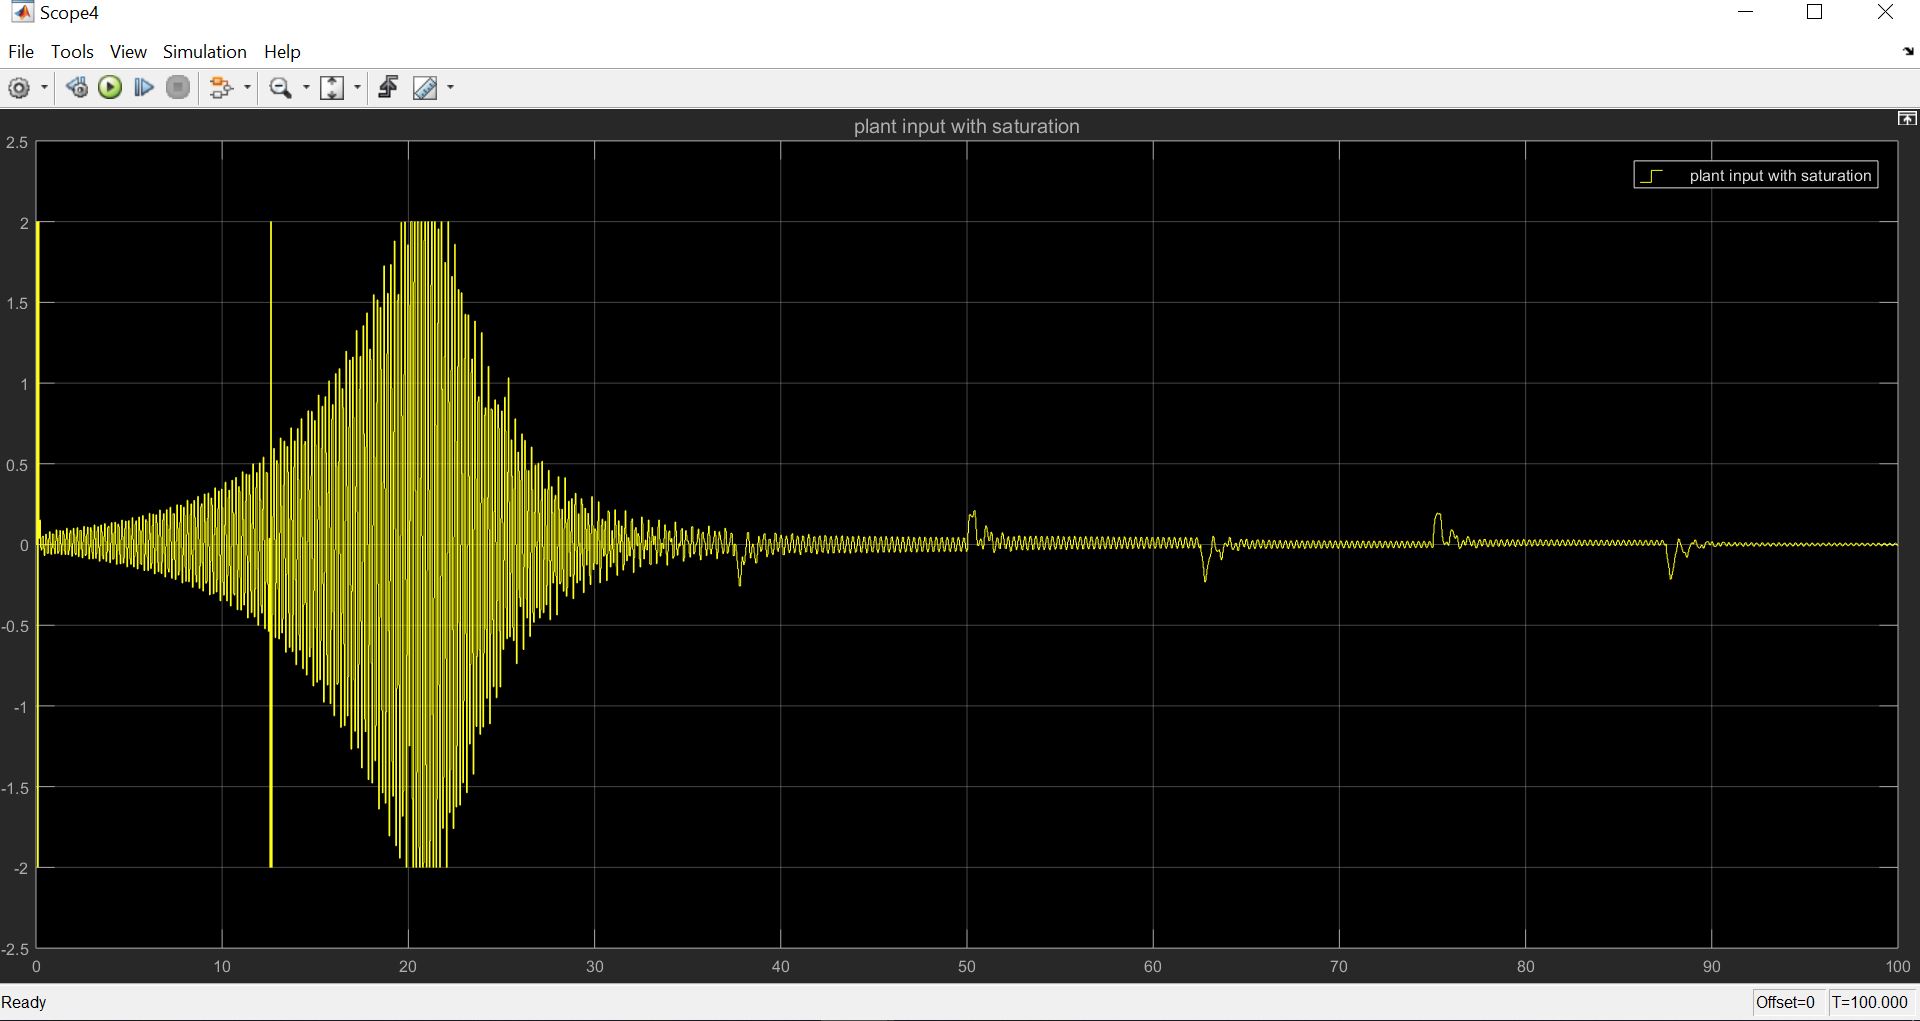 Scope4
File Tools View Simulation Help
plant input with saturation
plant input with saturation
2.5
2
1.5
1
0.5
0
-0.5
-1
-1.5
-2
-2.5
0 10 20 30 40 50 60 70 80 90 100
Ready Offset=0 T=100.000